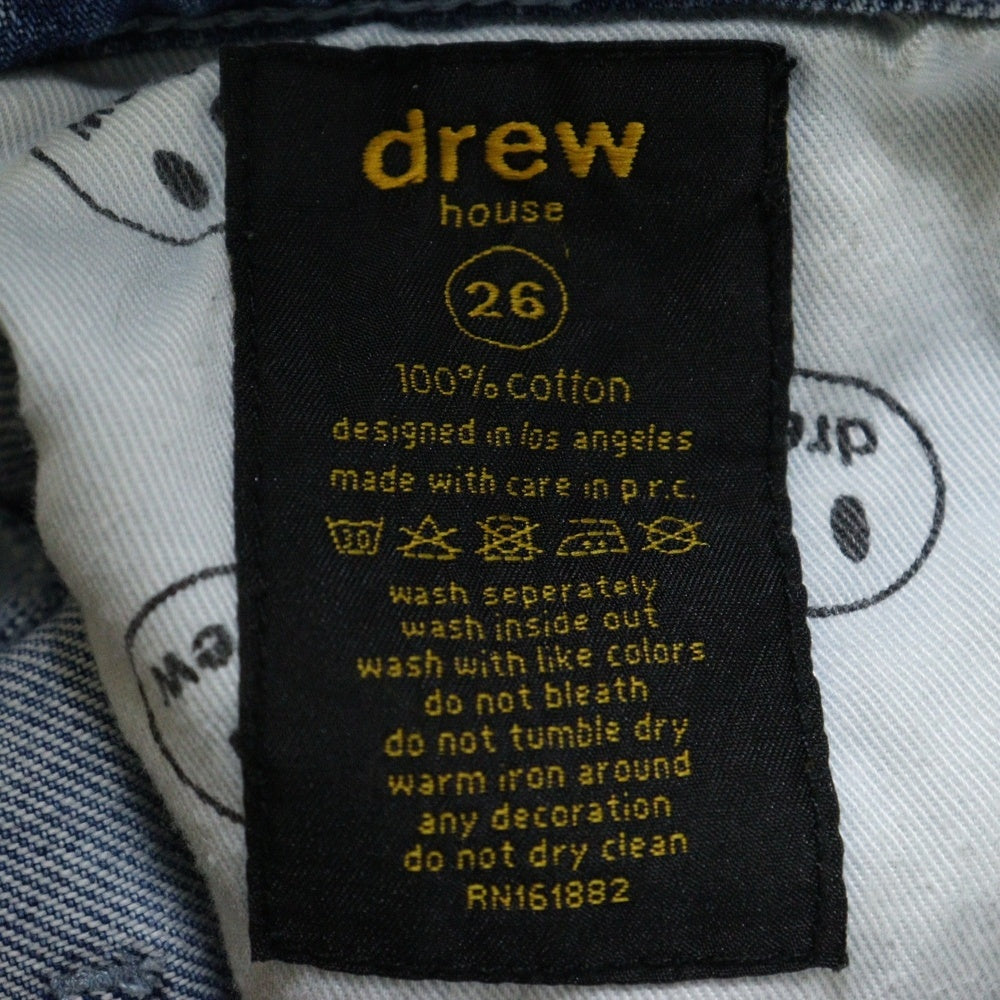 drew
house
26
100% cotton
designed in los angeles
made with care in p.r.c.
30
wash seperately
wash inside out
wash with like colors
do not bleath
do not tumble dry
warm iron around
any decoration
do not dry clean
RN161882
dre
ew